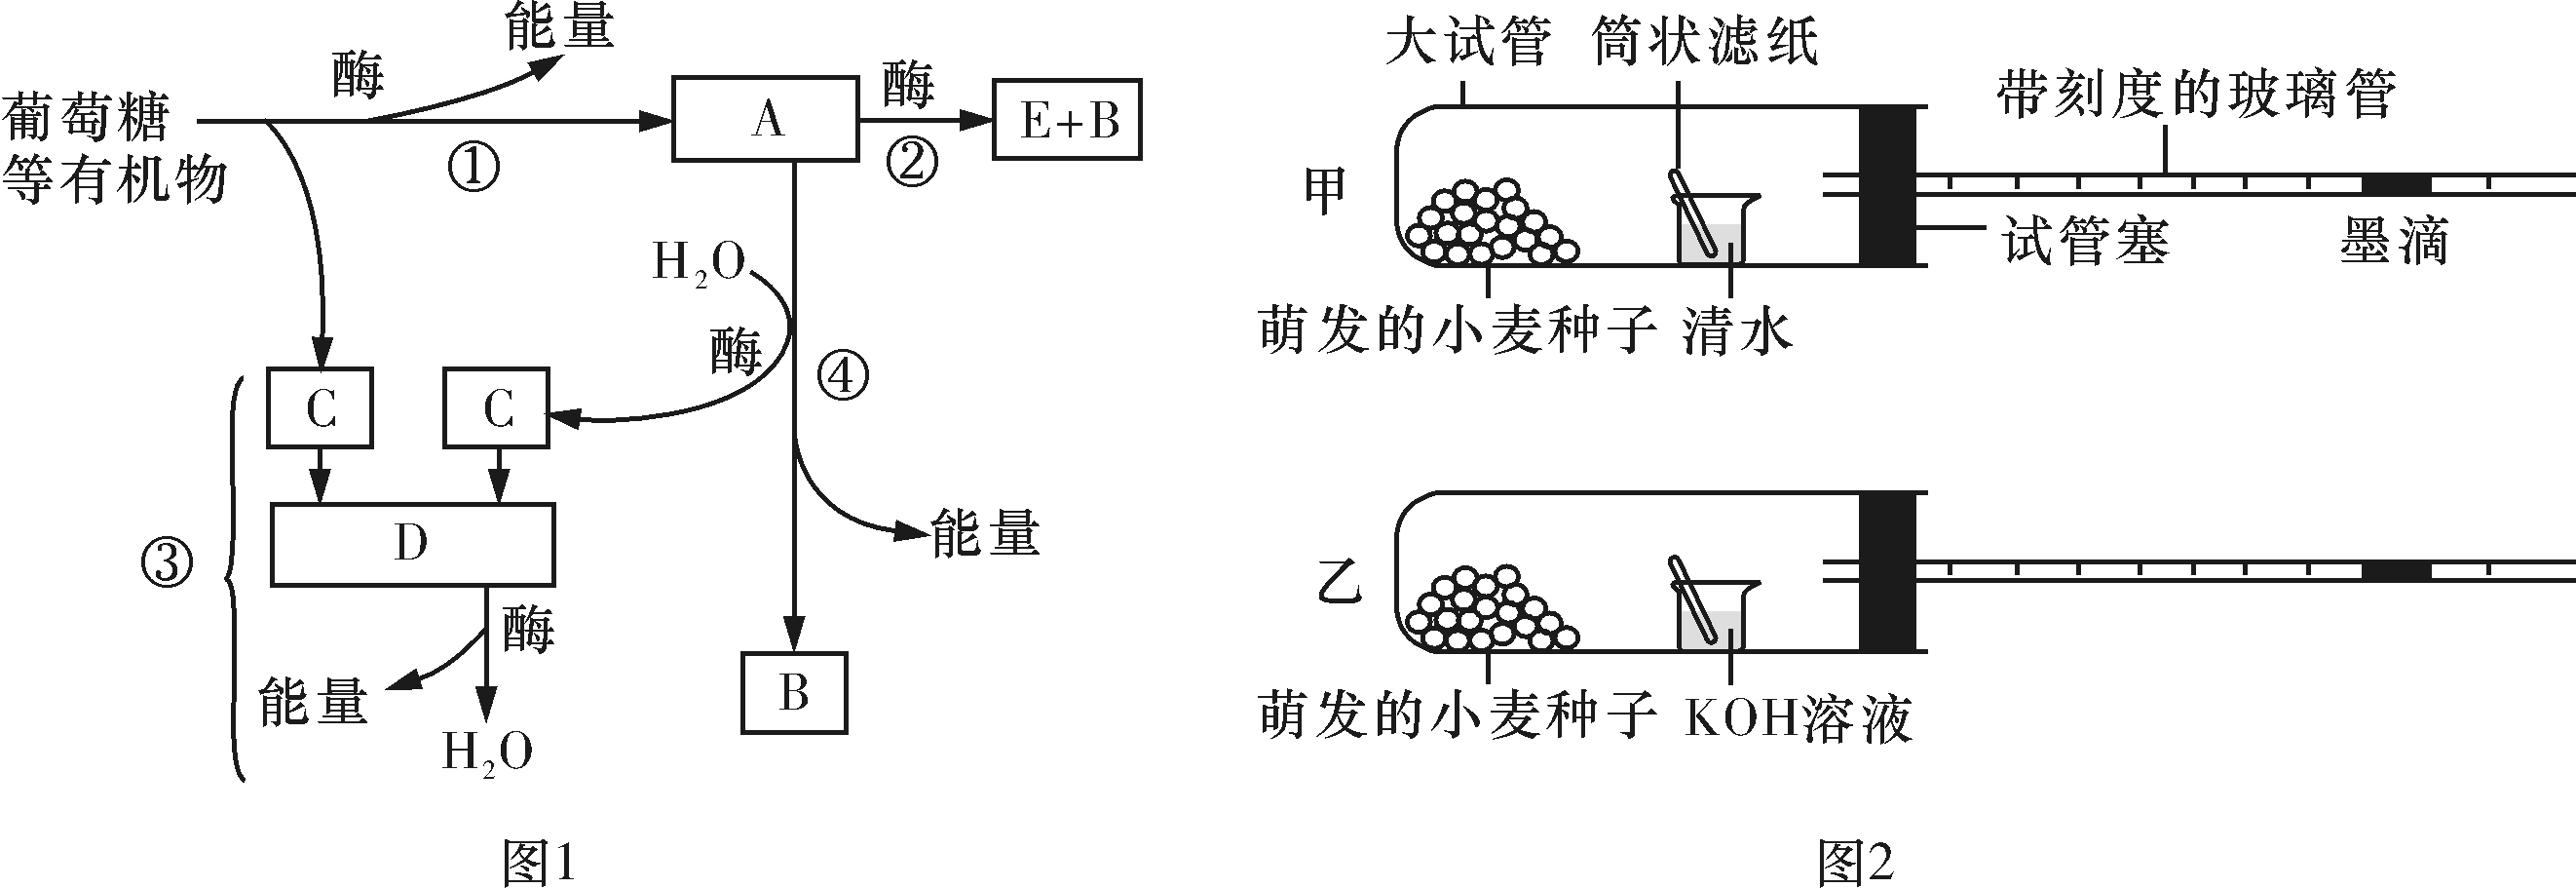 能量
酶
葡萄糖
等有机物
①
A
酶
②
E+B
H₂O
酶
④
C
C
D
③
酶
能量
H₂O
能量
B
图1
大试管
筒状滤纸
带刻度的玻璃管
甲
试管塞
墨滴
萌发的小麦种子
清水
乙
萌发的小麦种子
KOH溶液
图2